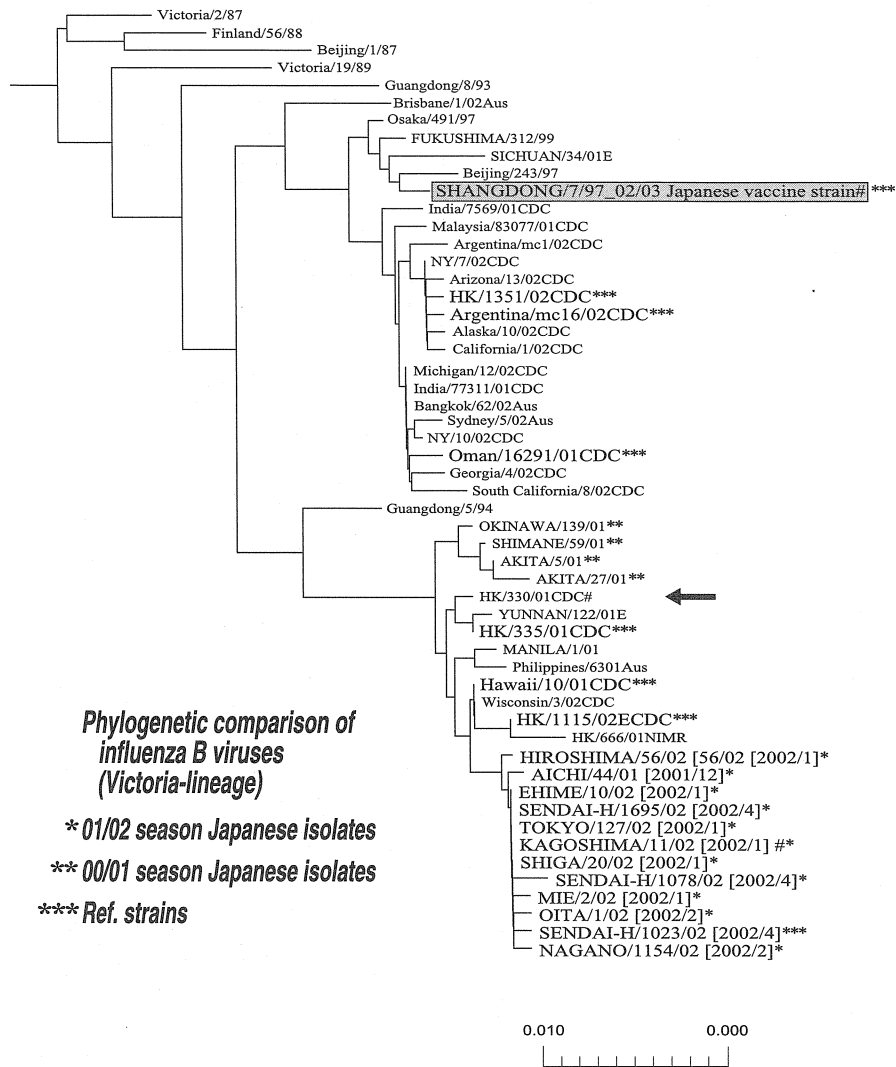 Victoria/2/87
Finland/56/88
Beijing/1/87
Victoria/19/89
Guangdong/8/93
Brisbane/1/02Aus
Osaka/491/97
FUKUSHIMA/312/99
SICHUAN/34/01E
Beijing/243/97
SHANGDONG/7/97_02/03 Japanese vaccine strain# ***
India/7569/01CDC
Malaysia/83077/01CDC
Argentina/mc1/02CDC
NY/7/02CDC
Arizona/13/02CDC
HK/1351/02CDC***
Argentina/mc16/02CDC***
Alaska/10/02CDC
California/1/02CDC
Michigan/12/02CDC
India/77311/01CDC
Bangkok/62/02Aus
Sydney/5/02Aus
NY/10/02CDC
Oman/16291/01CDC***
Georgia/4/02CDC
South California/8/02CDC
Guangdong/5/94
OKINAWA/139/01**
SHIMANE/59/01**
AKITA/5/01**
AKITA/27/01**
HK/330/01CDC#
YUNNAN/122/01E
HK/335/01CDC***
MANILA/1/01
Philippines/6301Aus
Hawaii/10/01CDC***
Wisconsin/3/02CDC
HK/1115/02ECDC***
HK/666/01NIMR
HIROSHIMA/56/02 [56/02 [2002/1]*
AICHI/44/01 [2001/12]*
EHIME/10/02 [2002/1]*
SENDAI-H/1695/02 [2002/4]*
TOKYO/127/02 [2002/1]*
KAGOSHIMA/11/02 [2002/1] #*
SHIGA/20/02 [2002/1]*
SENDAI-H/1078/02 [2002/4]*
MIE/2/02 [2002/1]*
OITA/1/02 [2002/2]*
SENDAI-H/1023/02 [2002/4]***
NAGANO/1154/02 [2002/2]*
Phylogenetic comparison of
influenza B viruses
(Victoria-lineage)
* 01/02 season Japanese isolates
** 00/01 season Japanese isolates
*** Ref. strains
0.010 0.000